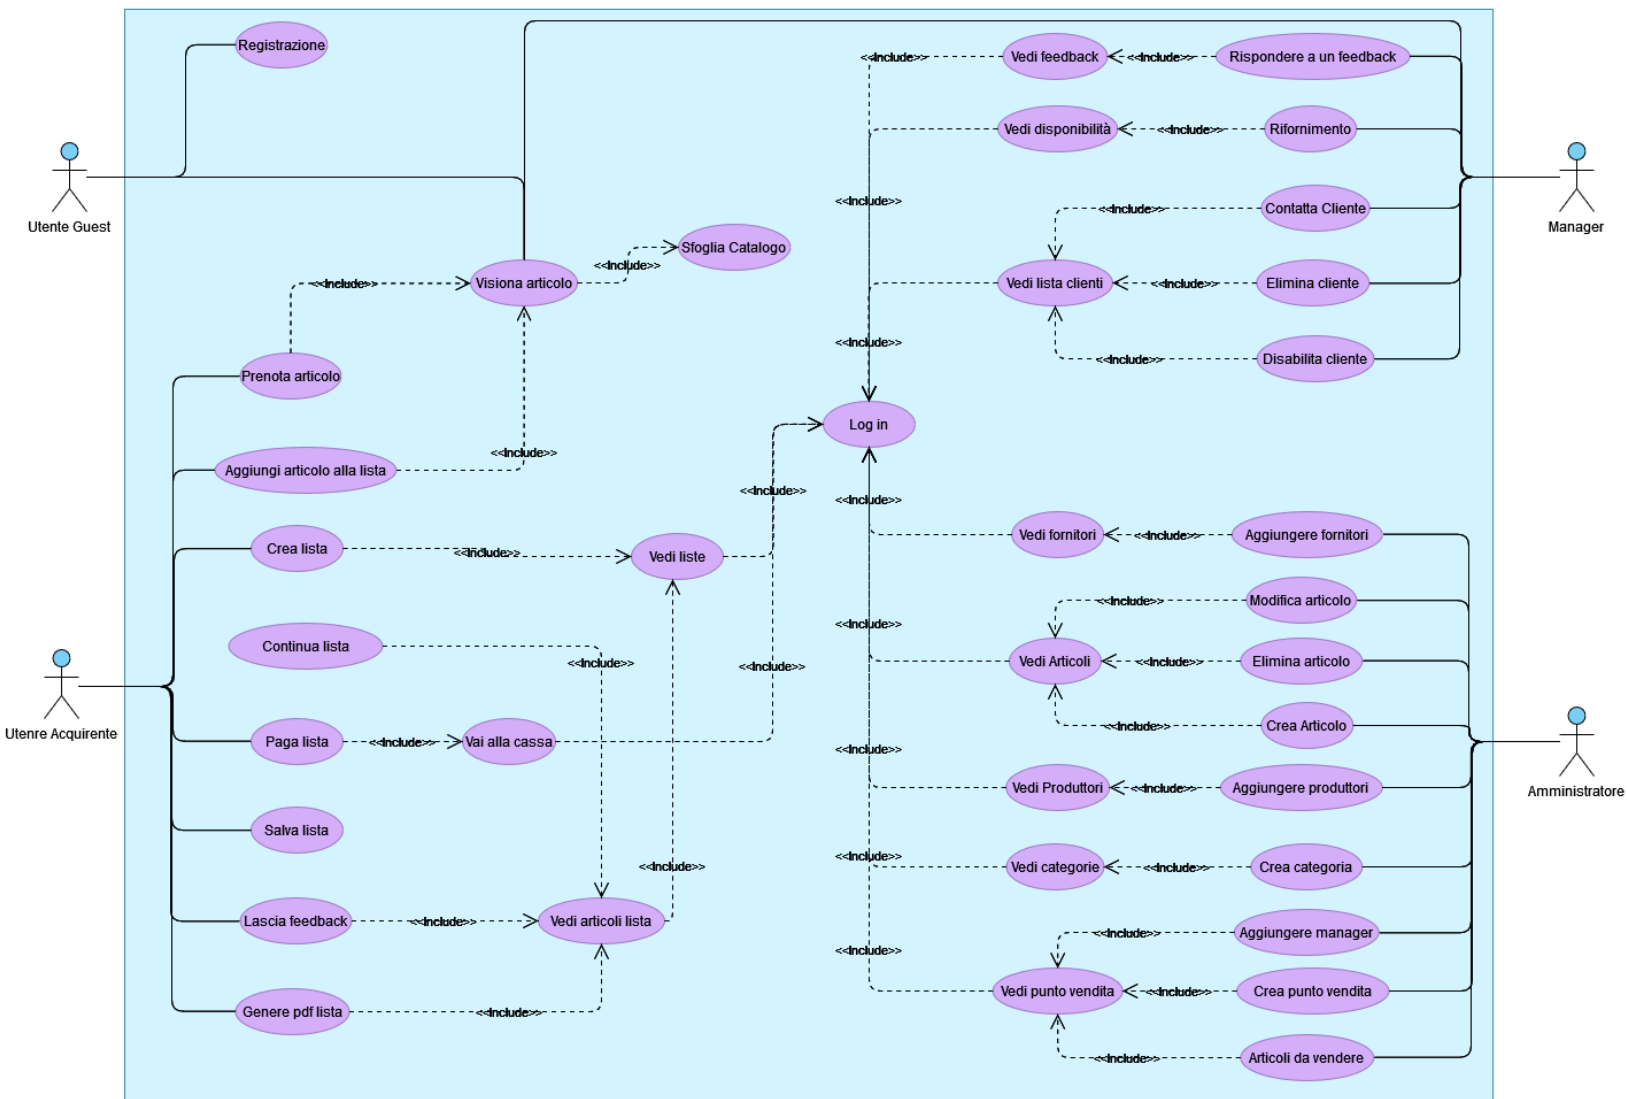 Registrazione
<<Include>>
Vedi feedback
<<Include>>
Rispondere a un feedback
Vedi disponibilità
<<Include>>
Rifornimento
Utente Guest
<<Include>>
<<Include>>
Contatta Cliente
Manager
Sfoglia Catalogo
<<Include>>
<<Include>>
Visiona articolo
Vedi lista clienti
<<Include>>
Elimina cliente
<<Include>>
<<Include>>
Disabilita cliente
Prenota articolo
Log in
<<Include>>
Aggiungi articolo alla lista
<<Include>>
<<Include>>
Vedi fornitori
<<Include>>
Aggiungere fornitori
Crea lista
<<Include>>
Vedi liste
<<Include>>
Modifica articolo
<<Include>>
Continua lista
<<Include>>
<<Include>>
Vedi Articoli
<<Include>>
Elimina articolo
Utenre Acquirente
<<Include>>
Crea Articolo
Paga lista
<<Include>>
Vai alla cassa
<<Include>>
Vedi Produttori
<<Include>>
Aggiungere produttori
Amministratore
Salva lista
<<Include>>
<<Include>>
Vedi categorie
<<Include>>
Crea categoria
Lascia feedback
<<Include>>
Vedi articoli lista
<<Include>>
Aggiungere manager
<<Include>>
Vedi punto vendita
<<Include>>
Crea punto vendita
Genere pdf lista
<<Include>>
<<Include>>
Articoli da vendere